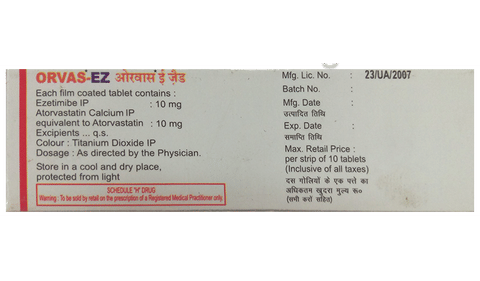 ORVAS-EZ ओरवास ई ज़ैड
Each film coated tablet contains :
Ezetimibe IP : 10 mg
Atorvastatin Calcium IP
equivalent to Atorvastatin : 10 mg
Excipients ... q.s.
Colour : Titanium Dioxide IP
Dosage : As directed by the Physician.
Store in a cool and dry place,
protected from light
SCHEDULE 'H' DRUG
Warning : To be sold by retail on the prescription of a Registered Medical Practitioner only.
Mfg. Lic. No. : 23/UA/2007
Batch No. :
Mfg. Date :
उत्पादित तिथि
Exp. Date :
समाप्ति तिथि
Max. Retail Price :
per strip of 10 tablets
(Inclusive of all taxes)
दस गोलियों के एक पत्ते का
अधिकतम खुदरा मूल्य रू०
(सभी करों सहित)